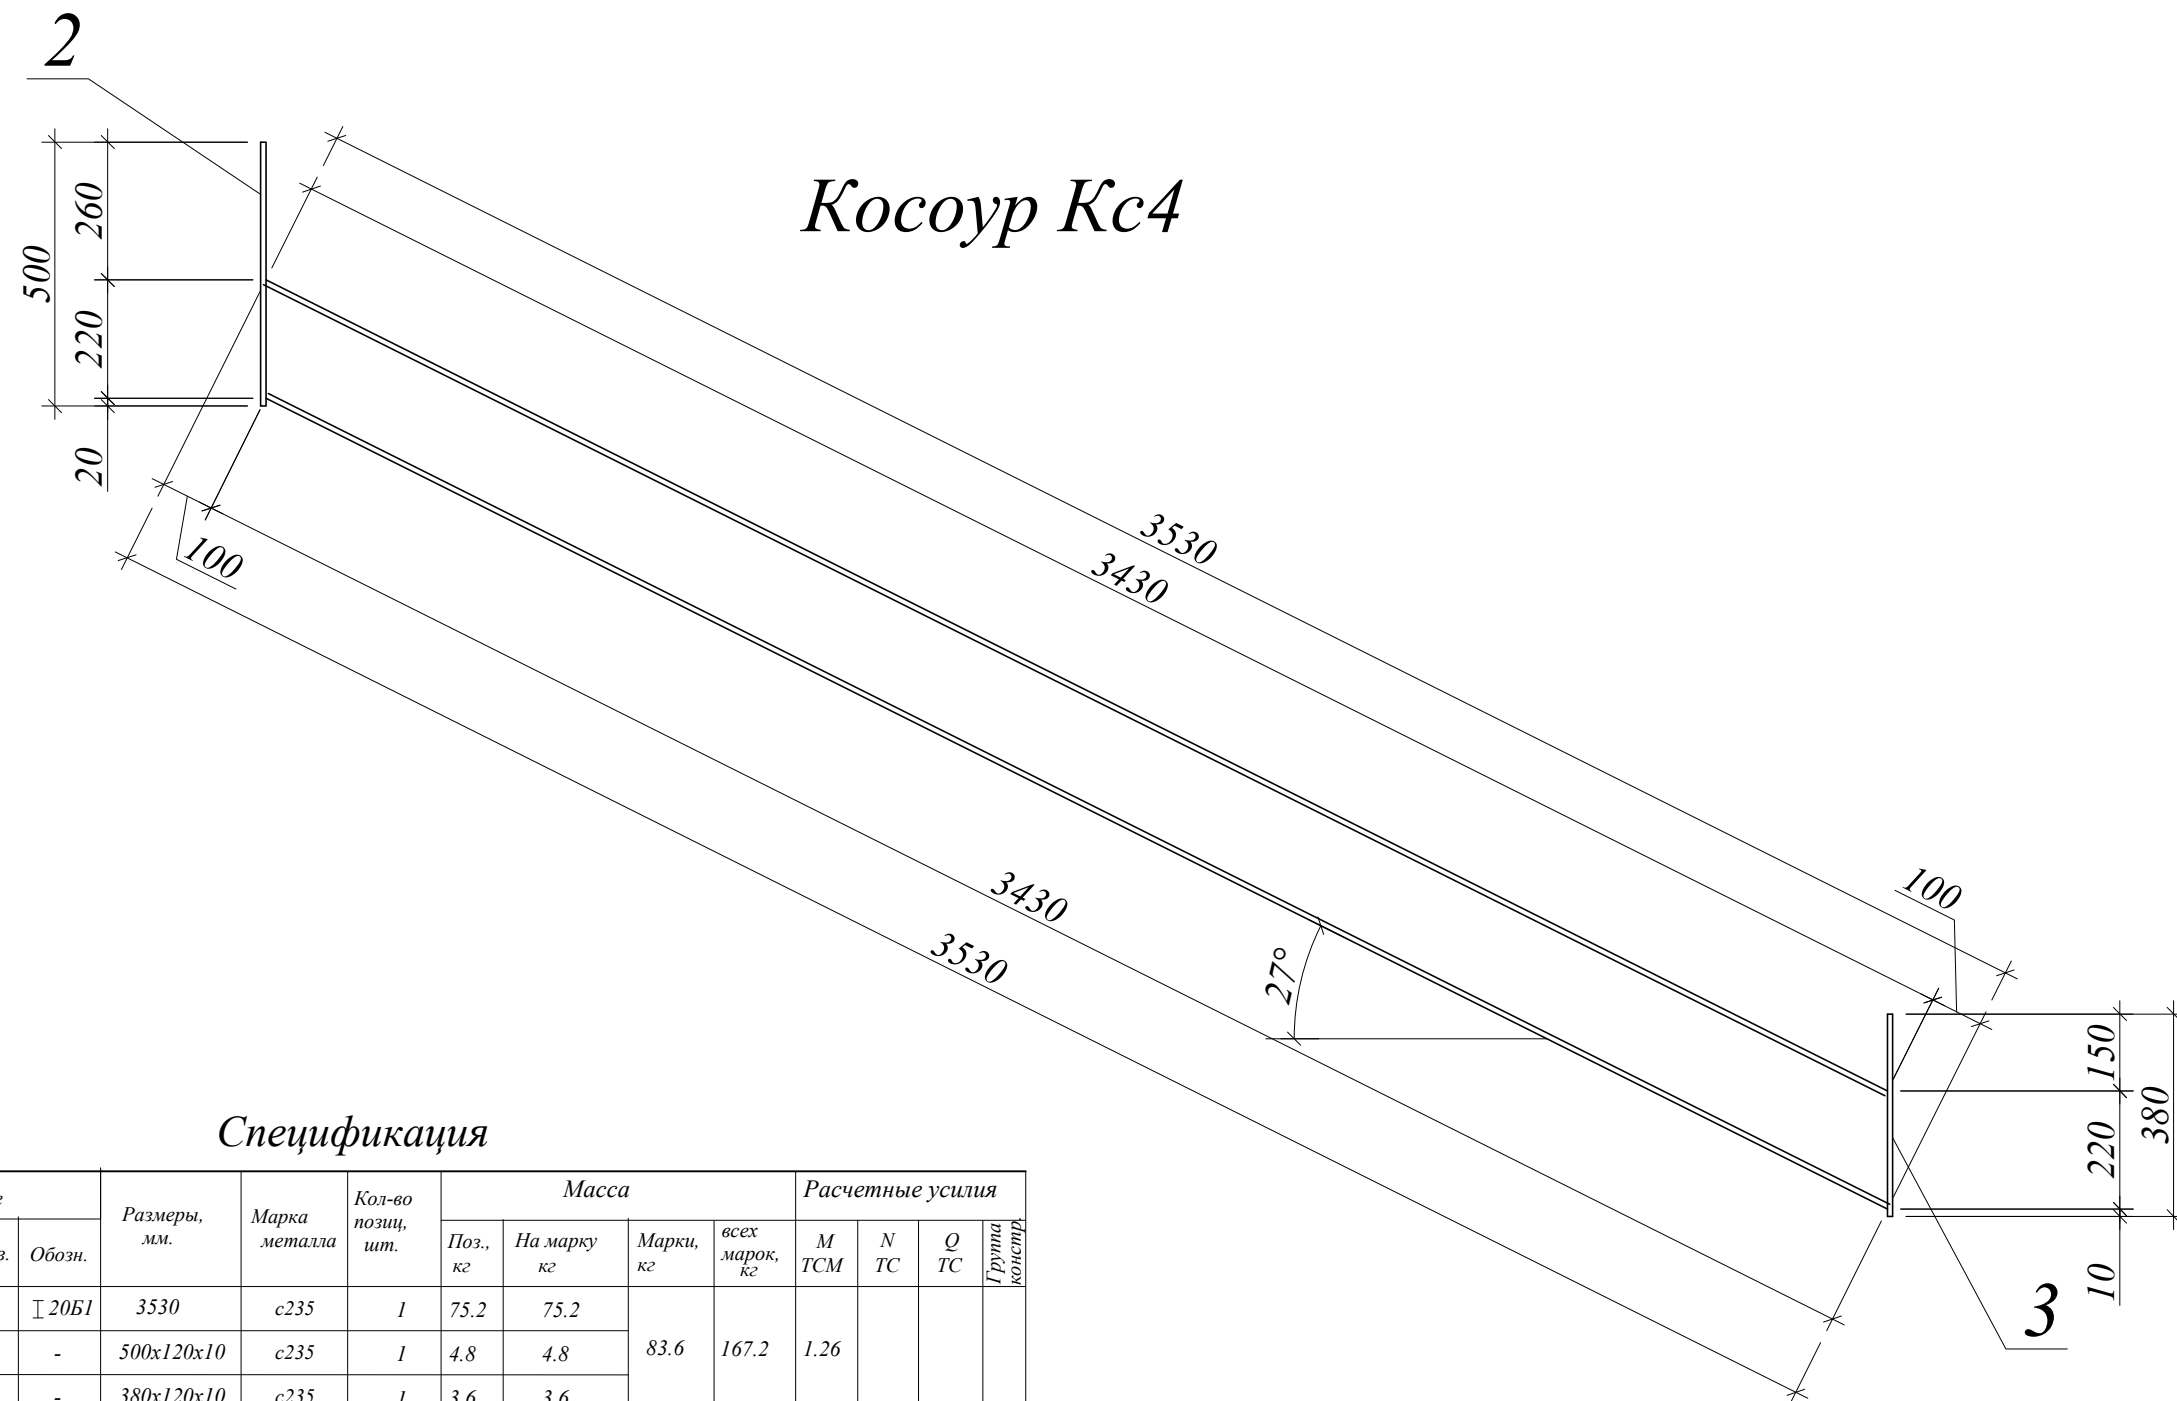 2
Косоур Кс4
260
500
220
20
100
3530
3430
3430
3530
27°
100
150
380
220
10
3
Спецификация
Размеры, мм.
Марка металла
Кол-во позиц, шт.
Масса
Расчетные усилия
Обозн.
Поз., кг
На марку кг
Марки, кг
всех марок, кг
М ТСМ
N ТС
Q ТС
Группа констр.
20Б1 3530 с235 1 75.2 75.2
- 500х120х10 с235 1 4.8 4.8 83.6 167.2 1.26
- 380х120х10 с235 1 3.6 3.6